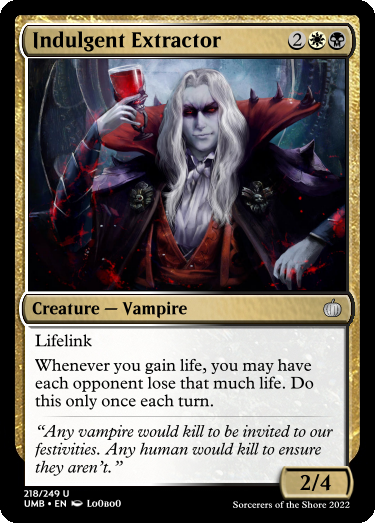 Indulgent Extractor 2
Creature — Vampire
Lifelink
Whenever you gain life, you may have
each opponent lose that much life. Do
this only once each turn.
“Any vampire would kill to be invited to our
festivities. Any human would kill to ensure
they aren’t.”
2/4
218/249 U
UMB • EN LoOboO
Sorcerers of the Shore 2022